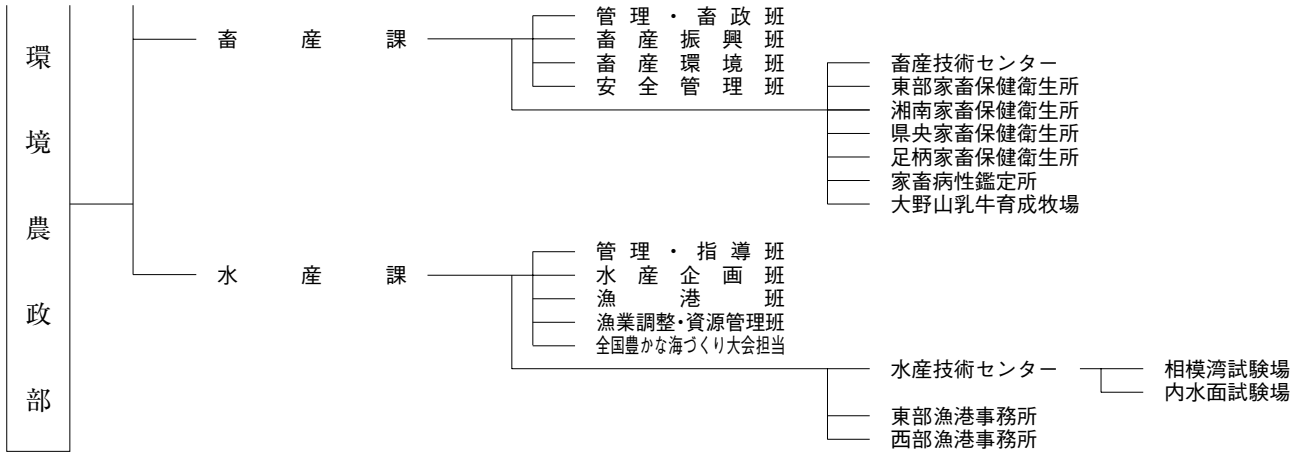 環境農政部
畜産課
管理・畜政班
畜産振興班
畜産環境班
安全管理班
畜産技術センター
東部家畜保健衛生所
湘南家畜保健衛生所
県央家畜保健衛生所
足柄家畜保健衛生所
家畜病性鑑定所
大野山乳牛育成牧場
水産課
管理・指導班
水産企画班
漁港班
漁業調整・資源管理班
全国豊かな海づくり大会担当
水産技術センター
相模湾試験場
内水面試験場
東部漁港事務所
西部漁港事務所